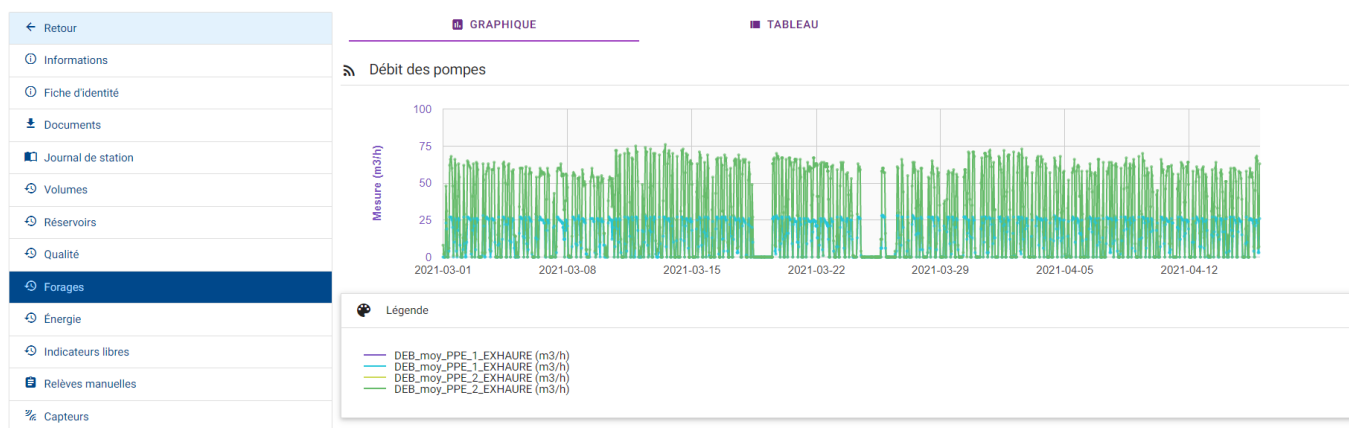 Retour
Informations
Fiche d'identité
Documents
Journal de station
Volumes
Réservoirs
Qualité
Forages
Énergie
Indicateurs libres
Relèves manuelles
Capteurs
GRAPHIQUE
TABLEAU
Débit des pompes
Mesure (m3/h)
100
75
50
25
0
2021-03-01
2021-03-08
2021-03-15
2021-03-22
2021-03-29
2021-04-05
2021-04-12
Légende
DEB_moy_PPE_1_EXHAURE (m3/h)
DEB_moy_PPE_1_EXHAURE (m3/h)
DEB_moy_PPE_2_EXHAURE (m3/h)
DEB_moy_PPE_2_EXHAURE (m3/h)